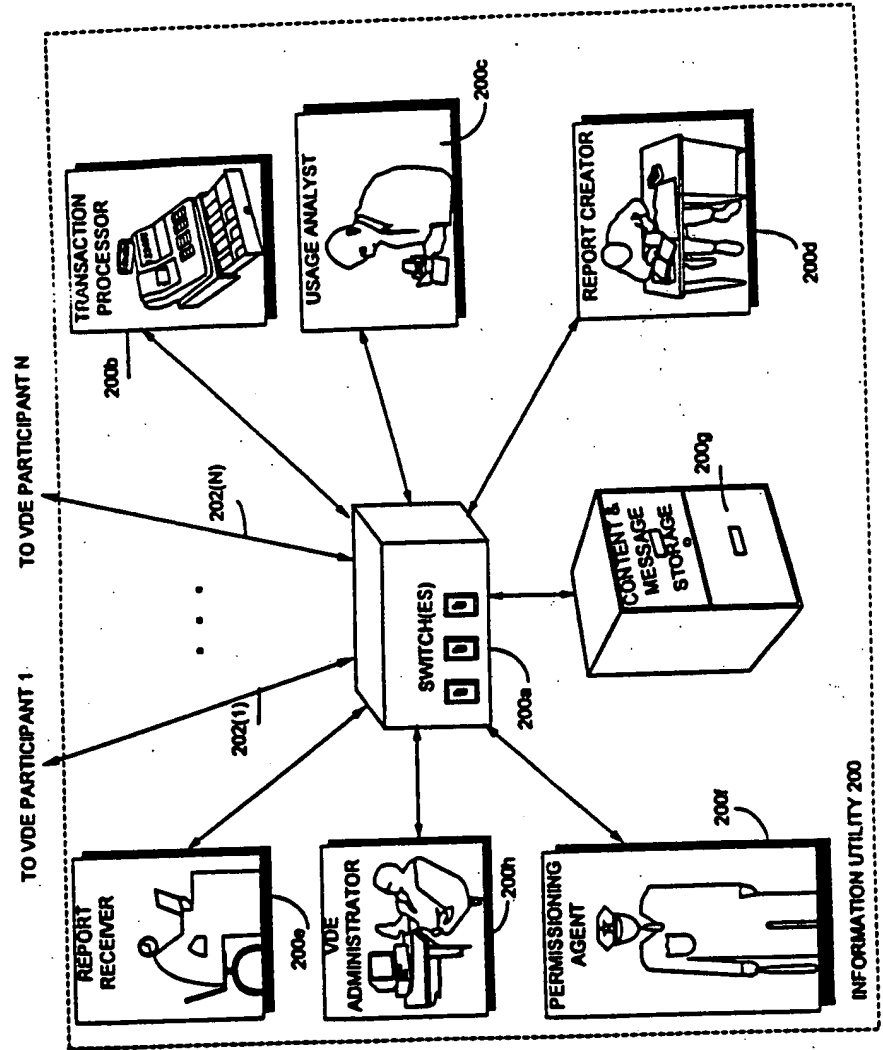 TO VDE PARTICIPANT 1
TO VDE PARTICIPANT N
202(1)
202(N)
REPORT
RECEIVER
200e
TRANSACTION
PROCESSOR
200b
VDE
ADMINISTRATOR
200h
SWITCH(ES)
200a
USAGE ANALYST
200c
PERMISSIONING
AGENT
200f
CONTENT &
MESSAGE
STORAGE
200g
REPORT CREATOR
200d
INFORMATION UTILITY 200